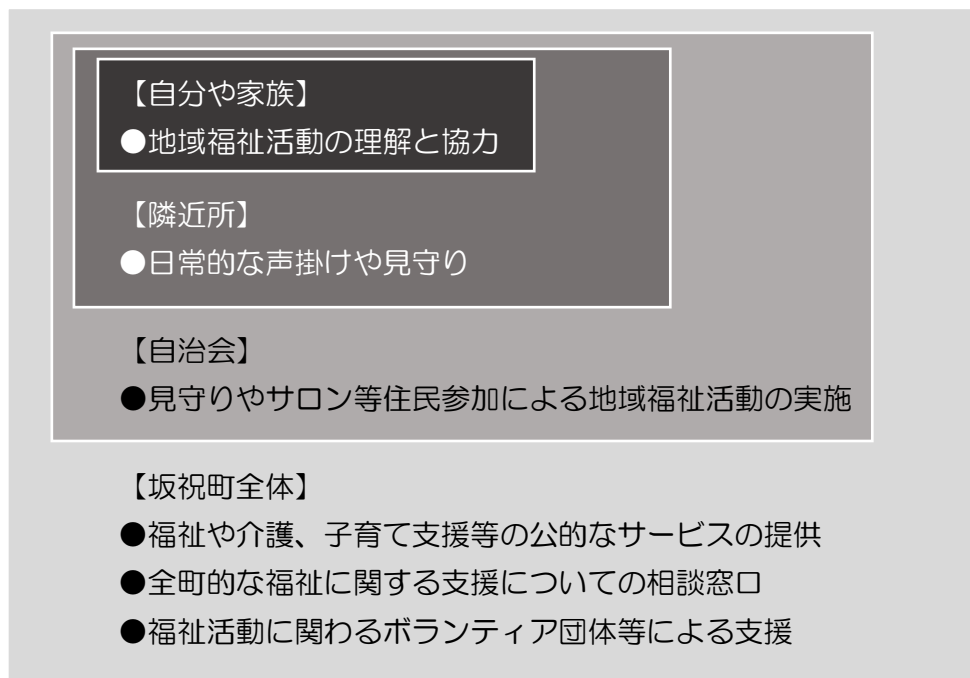 【自分や家族】
●地域福祉活動の理解と協力
【隣近所】
●日常的な声掛けや見守り
【自治会】
●見守りやサロン等住民参加による地域福祉活動の実施
【坂祝町全体】
●福祉や介護、子育て支援等の公的なサービスの提供
●全町的な福祉に関する支援についての相談窓口
●福祉活動に関わるボランティア団体等による支援